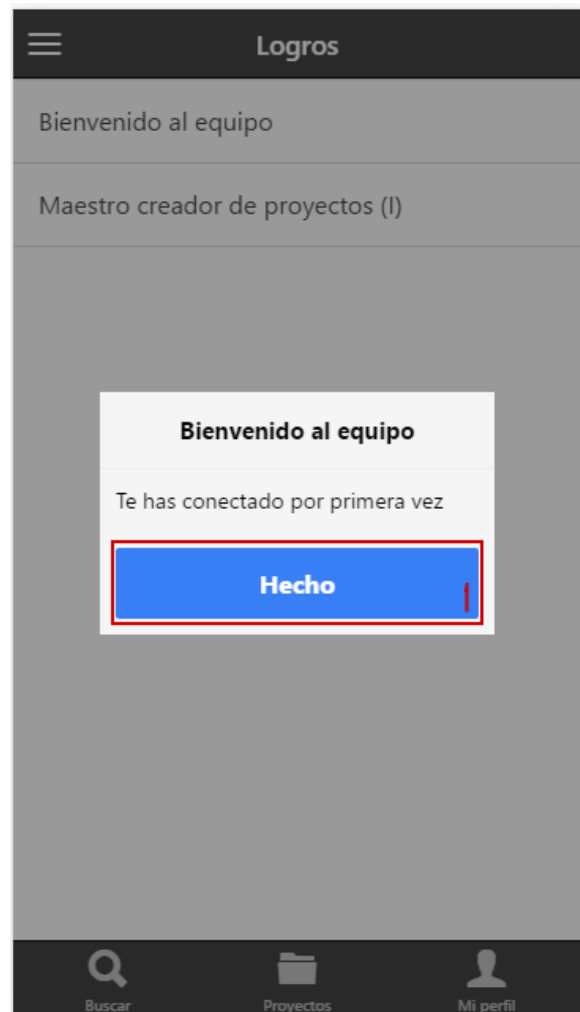 Logros
Bienvenido al equipo
Maestro creador de proyectos (I)
Bienvenido al equipo
Te has conectado por primera vez
Hecho
1
Buscar
Proyectos
Mi perfil